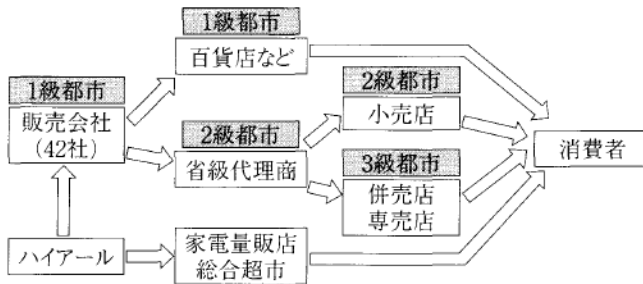 1級都市
百貨店など
1級都市
販売会社
(42社)
2級都市
小売店
2級都市
省級代理商
消費者
3級都市
併売店
専売店
ハイアール
家電量販店
総合超市